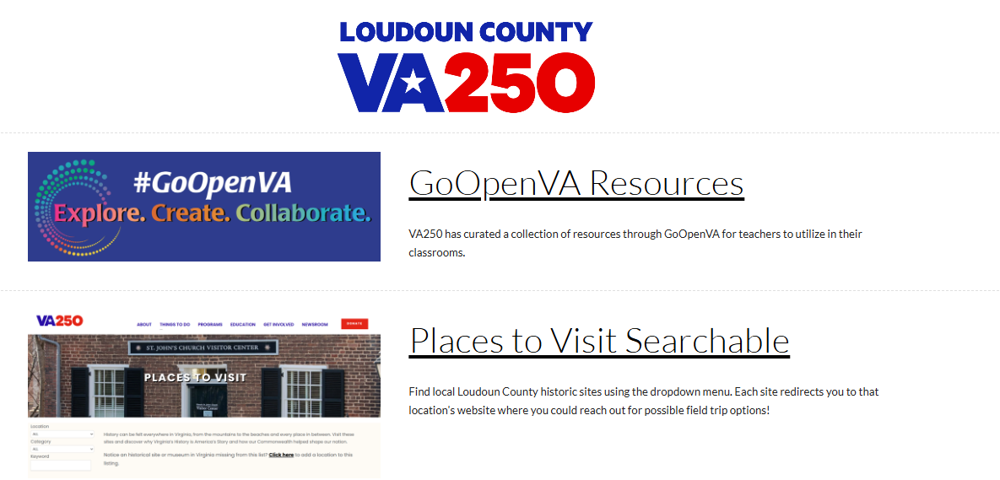 LOUDOUN COUNTY
VA250
#GoOpenVA
Explore. Create. Collaborate.
GoOpenVA Resources
VA250 has curated a collection of resources through GoOpenVA for teachers to utilize in their
classrooms.
VA250
ABOUT THINGS TO DO PROGRAMS EDUCATION GET INVOLVED NEWSROOM DONATE
ST. JOHN'S CHURCH VISITOR CENTER
PLACES TO VISIT
Visitor Center
Location
ALL
Category
ALL
Keyword
History can be felt everywhere in Virginia, from the mountains to the beaches and every place in between. Visit these
sites and discover why Virginia's History is America's Story and how our Commonwealth helped shape our nation.
Notice an historical site or museum in Virginia missing from this list? Click here to add a location to this
listing.
Places to Visit Searchable
Find local Loudoun County historic sites using the dropdown menu. Each site redirects you to that
location's website where you could reach out for possible field trip options!